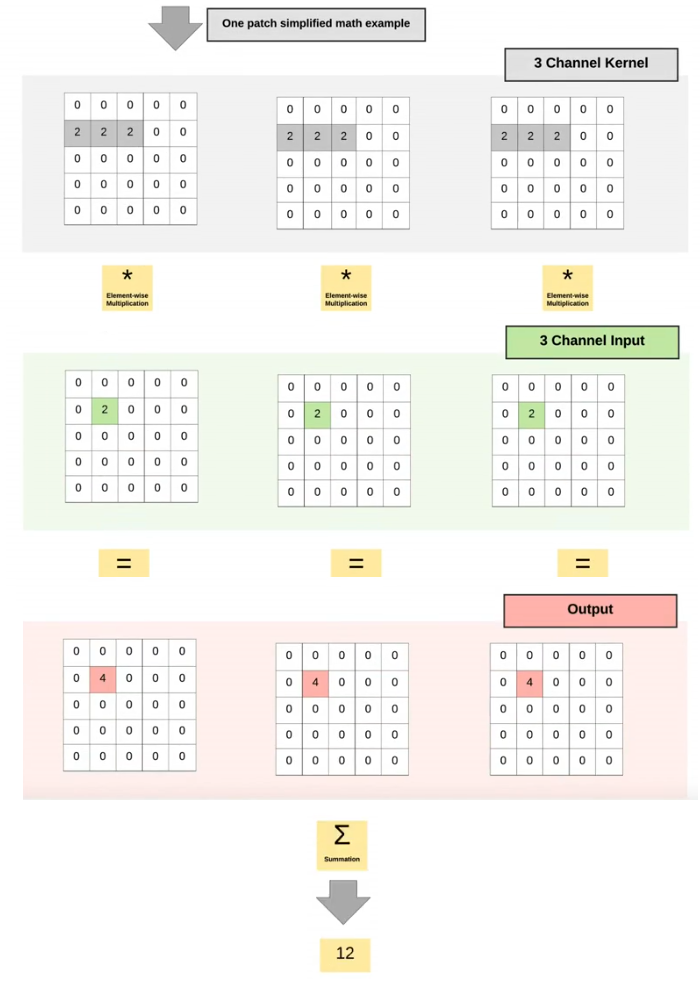 One patch simplified math example
3 Channel Kernel
0 0 0 0 0 0 0 0 0 0 0 0 0 0 0
2 2 2 0 0 2 2 2 0 0 2 2 2 0 0
0 0 0 0 0 0 0 0 0 0 0 0 0 0 0
0 0 0 0 0 0 0 0 0 0 0 0 0 0 0
0 0 0 0 0 0 0 0 0 0 0 0 0 0 0
* * *
Element-wise Element-wise Element-wise
Multiplication Multiplication Multiplication
3 Channel Input
0 0 0 0 0 0 0 0 0 0 0 0 0 0 0
0 2 0 0 0 0 2 0 0 0 0 2 0 0 0
0 0 0 0 0 0 0 0 0 0 0 0 0 0 0
0 0 0 0 0 0 0 0 0 0 0 0 0 0 0
0 0 0 0 0 0 0 0 0 0 0 0 0 0 0
= = =
Output
0 0 0 0 0 0 0 0 0 0 0 0 0 0 0
0 4 0 0 0 0 4 0 0 0 0 4 0 0 0
0 0 0 0 0 0 0 0 0 0 0 0 0 0 0
0 0 0 0 0 0 0 0 0 0 0 0 0 0 0
0 0 0 0 0 0 0 0 0 0 0 0 0 0 0
Σ
Summation
12